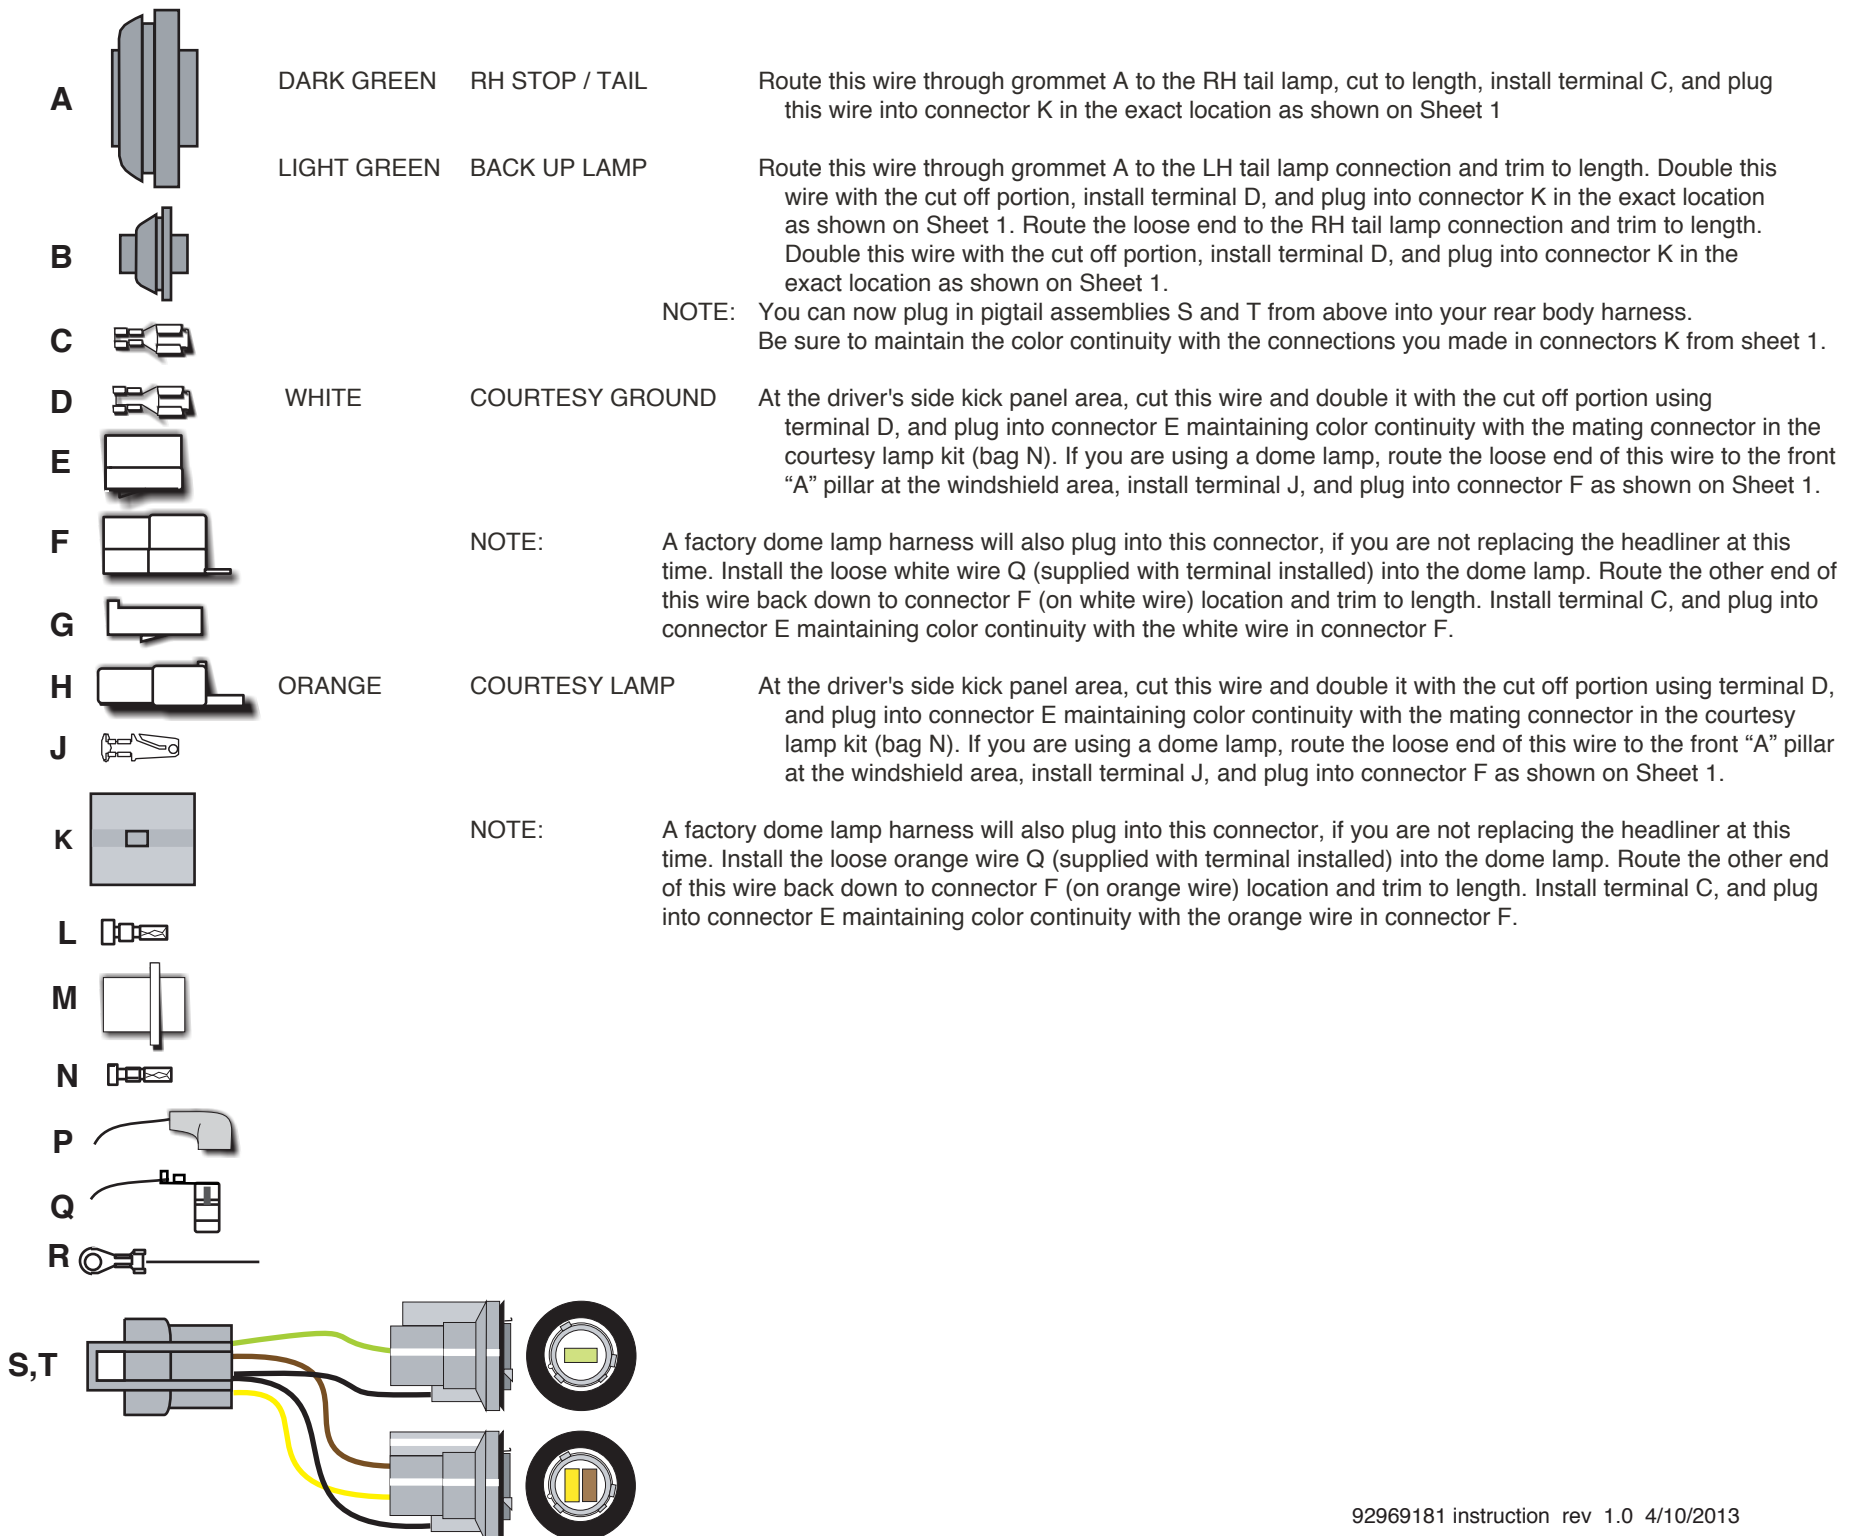 A
DARK GREEN RH STOP / TAIL Route this wire through grommet A to the RH tail lamp, cut to length, install terminal C, and plug
this wire into connector K in the exact location as shown on Sheet 1
LIGHT GREEN BACK UP LAMP Route this wire through grommet A to the LH tail lamp connection and trim to length. Double this
wire with the cut off portion, install terminal D, and plug into connector K in the exact location
as shown on Sheet 1. Route the loose end to the RH tail lamp connection and trim to length.
B
Double this wire with the cut off portion, install terminal D, and plug into connector K in the
exact location as shown on Sheet 1.
NOTE: You can now plug in pigtail assemblies S and T from above into your rear body harness.
C
Be sure to maintain the color continuity with the connections you made in connectors K from sheet 1.
D
WHITE COURTESY GROUND At the driver's side kick panel area, cut this wire and double it with the cut off portion using
terminal D, and plug into connector E maintaining color continuity with the mating connector in the
E
courtesy lamp kit (bag N). If you are using a dome lamp, route the loose end of this wire to the front
“A” pillar at the windshield area, install terminal J, and plug into connector F as shown on Sheet 1.
F
NOTE: A factory dome lamp harness will also plug into this connector, if you are not replacing the headliner at this
time. Install the loose white wire Q (supplied with terminal installed) into the dome lamp. Route the other end of
this wire back down to connector F (on white wire) location and trim to length. Install terminal C, and plug into
G
connector E maintaining color continuity with the white wire in connector F.
H
ORANGE COURTESY LAMP At the driver's side kick panel area, cut this wire and double it with the cut off portion using terminal D,
and plug into connector E maintaining color continuity with the mating connector in the courtesy
J
lamp kit (bag N). If you are using a dome lamp, route the loose end of this wire to the front “A” pillar
at the windshield area, install terminal J, and plug into connector F as shown on Sheet 1.
K
NOTE: A factory dome lamp harness will also plug into this connector, if you are not replacing the headliner at this
time. Install the loose orange wire Q (supplied with terminal installed) into the dome lamp. Route the other end
of this wire back down to connector F (on orange wire) location and trim to length. Install terminal C, and plug
into connector E maintaining color continuity with the orange wire in connector F.
L
M
N
P
Q
R
S,T
92969181 instruction rev 1.0 4/10/2013